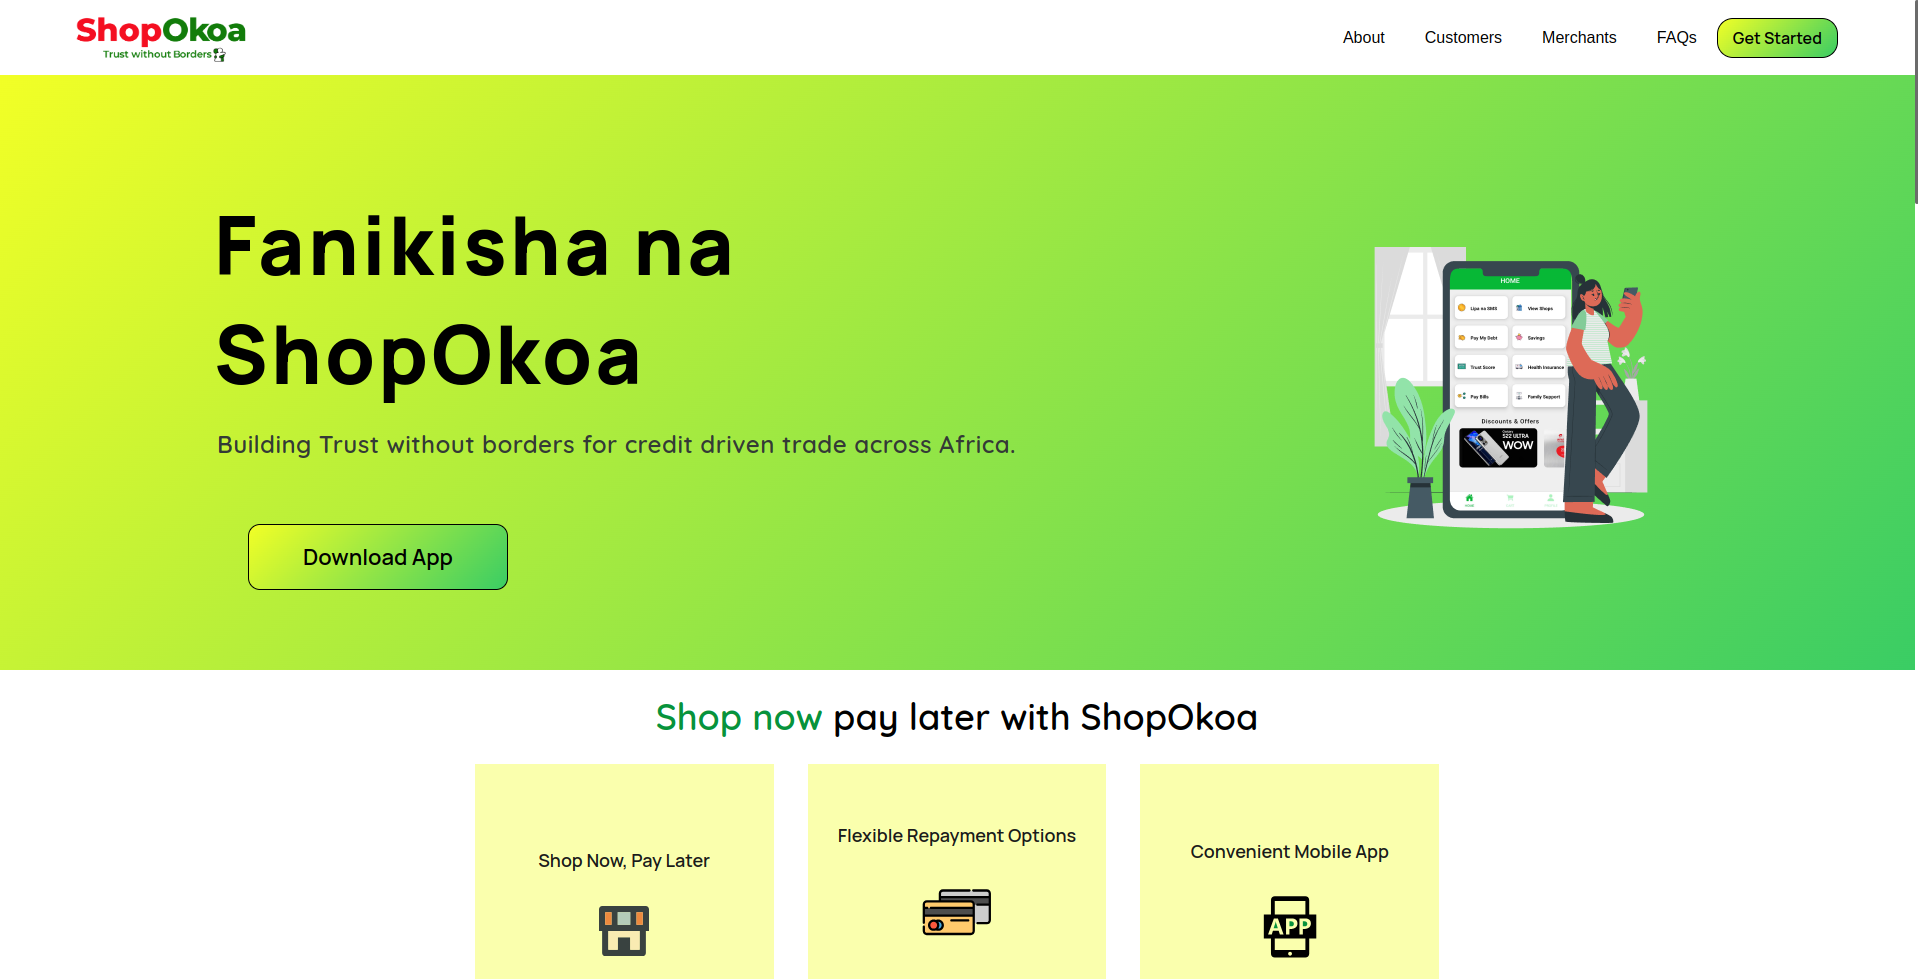 ShopOkoa
Trust without Borders
About
Customers
Merchants
FAQs
Get Started
Fanikisha na
ShopOkoa
Building Trust without borders for credit driven trade across Africa.
Download App
HOME
Lipa na SMS
View Shops
Pay My Debt
Savings
Trust Score
Health Insurance
Pay Bills
Family Support
Discounts & Offers
S22 ULTRA
WOW
Shop now pay later with ShopOkoa
Shop Now, Pay Later
Flexible Repayment Options
Convenient Mobile App
APP